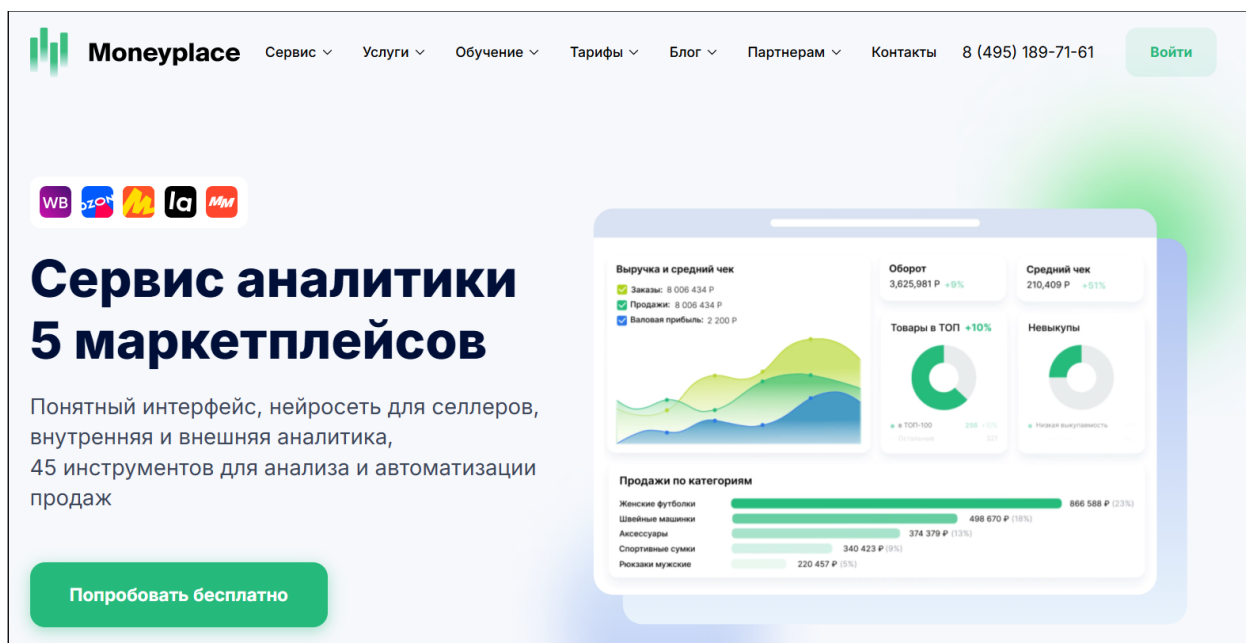 Moneyplace
Сервис
Услуги
Обучение
Тарифы
Блог
Партнерам
Контакты
8 (495) 189-71-61
Войти
WB
OZON
la
MM
Сервис аналитики
5 маркетплейсов
Понятный интерфейс, нейросеть для селлеров,
внутренняя и внешняя аналитика,
45 инструментов для анализа и автоматизации
продаж
Попробовать бесплатно
Выручка и средний чек
Заказы: 8 006 434 Р
Продажи: 8 006 434 Р
Валовая прибыль: 2 200 Р
Оборот
3,625,981 Р +9%
Средний чек
210,409 Р +51%
Товары в ТОП +10%
в ТОП-100 256
Остальные
Невыкупы
Низкая выкупаемость
Продажи по категориям
Женские футболки 866 588 ₽ (23%)
Швейные машинки 498 670 ₽ (18%)
Аксессуары 374 379 ₽ (13%)
Спортивные сумки 340 423 ₽ (9%)
Рюкзаки мужские 220 457 ₽ (5%)